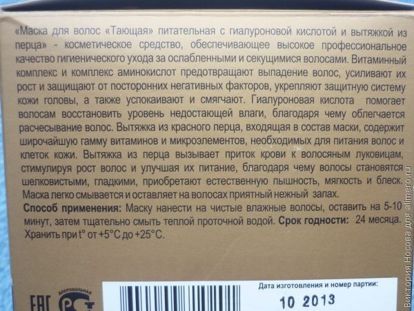 «Маска для волос «Тающая» питательная с гиалуроновой кислотой и вытяжкой из
перца» - косметическое средство, обеспечивающее высокое профессиональное
качество гигиенического ухода за ослабленными и секущимися волосами. Витаминный
комплекс и комплекс аминокислот предотвращают выпадение волос, усиливают их
рост и защищают от посторонних негативных факторов, укрепляют защитную систему
кожи головы, а также успокаивают и смягчают. Гиалуроновая кислота помогает
волосам восстановить уровень недостающей влаги, благодаря чему облегчается
расчесывание волос. Вытяжка из красного перца, входящая в состав маски, содержит
широчайшую гамму витаминов и микроэлементов, необходимых для питания волос и
клеток кожи. Вытяжка из перца вызывает приток крови к волосяным луковицам,
стимулируя рост волос и улучшая их питание, благодаря чему волосы становятся
шелковистыми, гладкими, приобретают естественную пышность, мягкость и блеск.
Маска легко смывается и оставляет на волосах приятный нежный запах.
Способ применения: Маску нанести на чистые влажные волосы, оставить на 5-10
минут, затем тщательно смыть теплой проточной водой. Срок годности: 24 месяца.
Хранить при t° от +5°С до +25°С.
Дата изготовления и номер партии:
10 2013
EAC
ДОБРОВОЛЬНАЯ
РС
Виктория Носова для allmerci.ru